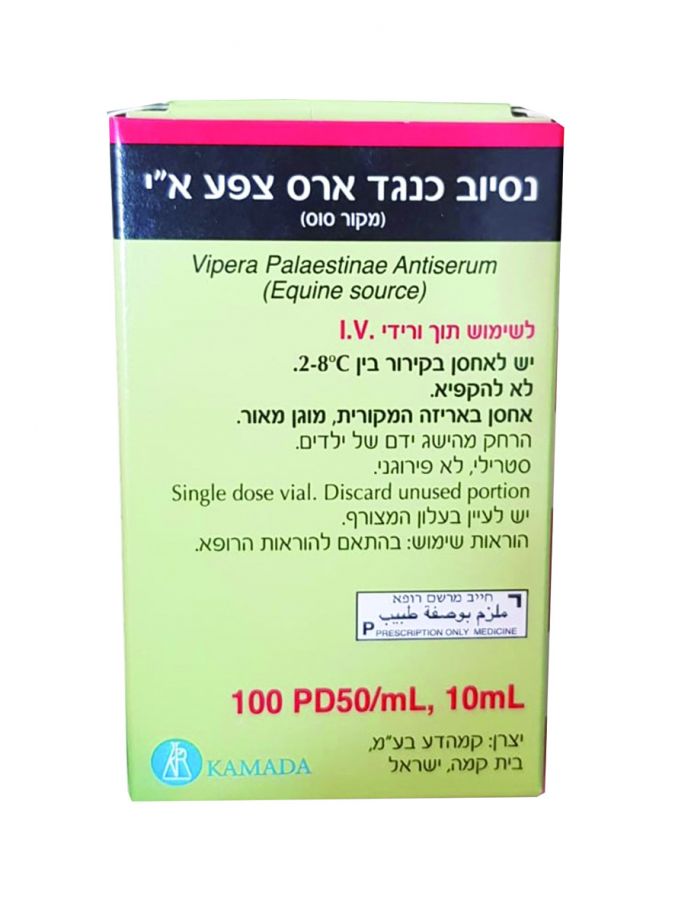 נסיוב כנגד ארס צפע א"י
(מקור סוס)
Vipera Palaestinae Antiserum
(Equine source)
לשימוש תוך ורידי I.V.
יש לאחסן בקירור בין 2-8ºC.
לא להקפיא.
אחסן באריזה המקורית, מוגן מאור.
הרחק מהישג ידם של ילדים.
סטרילי, לא פירוגני.
Single dose vial. Discard unused portion
יש לעיין בעלון המצורף.
הוראות שימוש: בהתאם להוראות הרופא.
חייב מרשם רופא
ملزم بوصفة طبيب
P PRESCRIPTION ONLY MEDICINE
100 PD50/mL, 10mL
יצרן: קמהדע בע"מ,
בית קמה, ישראל
KAMADA